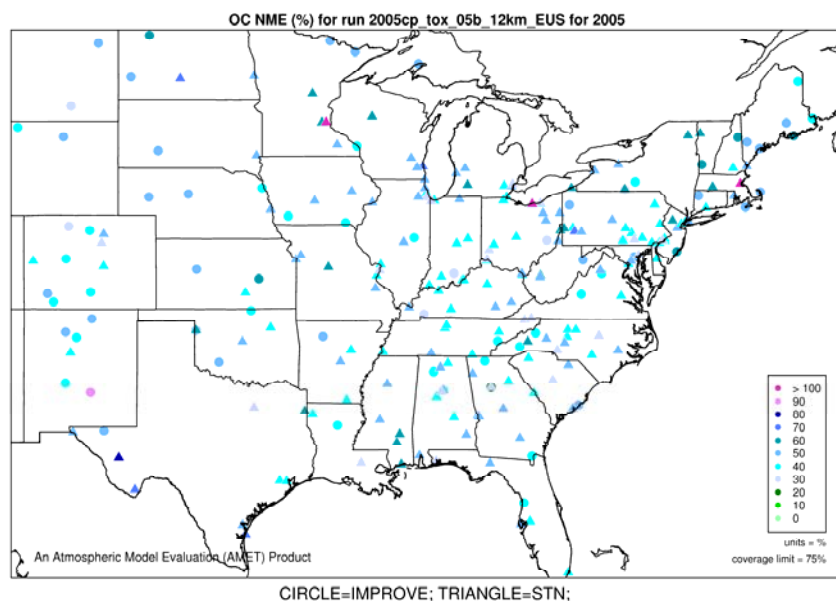 OC NME (%) for run 2005cp_tox_05b_12km_EUS for 2005
> 100
90
80
70
60
50
40
30
20
10
0
units = %
coverage limit = 75%
An Atmospheric Model Evaluation (AMET) Product
CIRCLE=IMPROVE; TRIANGLE=STN;